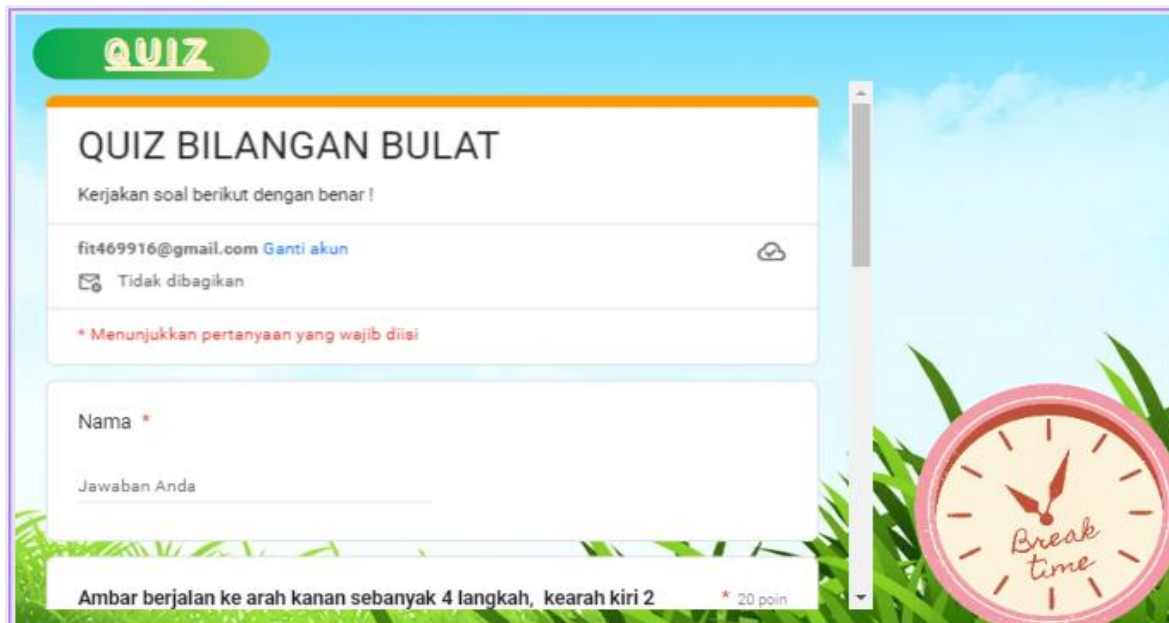 QUIZ
QUIZ BILANGAN BULAT
Kerjakan soal berikut dengan benar !
fit469916@gmail.com Ganti akun
Tidak dibagikan
* Menunjukkan pertanyaan yang wajib diisi
Nama *
Jawaban Anda
Ambar berjalan ke arah kanan sebanyak 4 langkah, kearah kiri 2 * 20 poin
Break
time